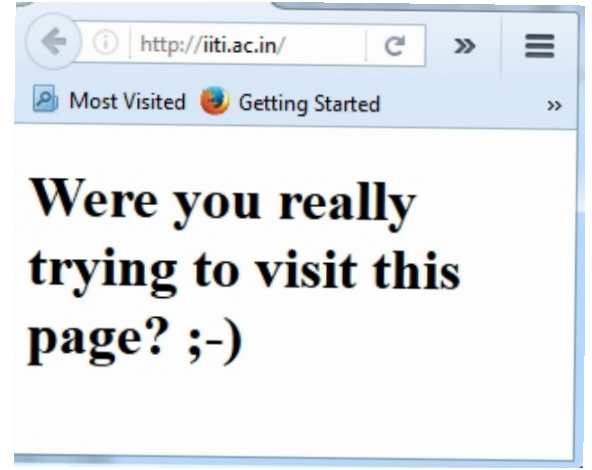 http://iiti.ac.in/
Most Visited Getting Started
Were you really
trying to visit this
page? ;-)